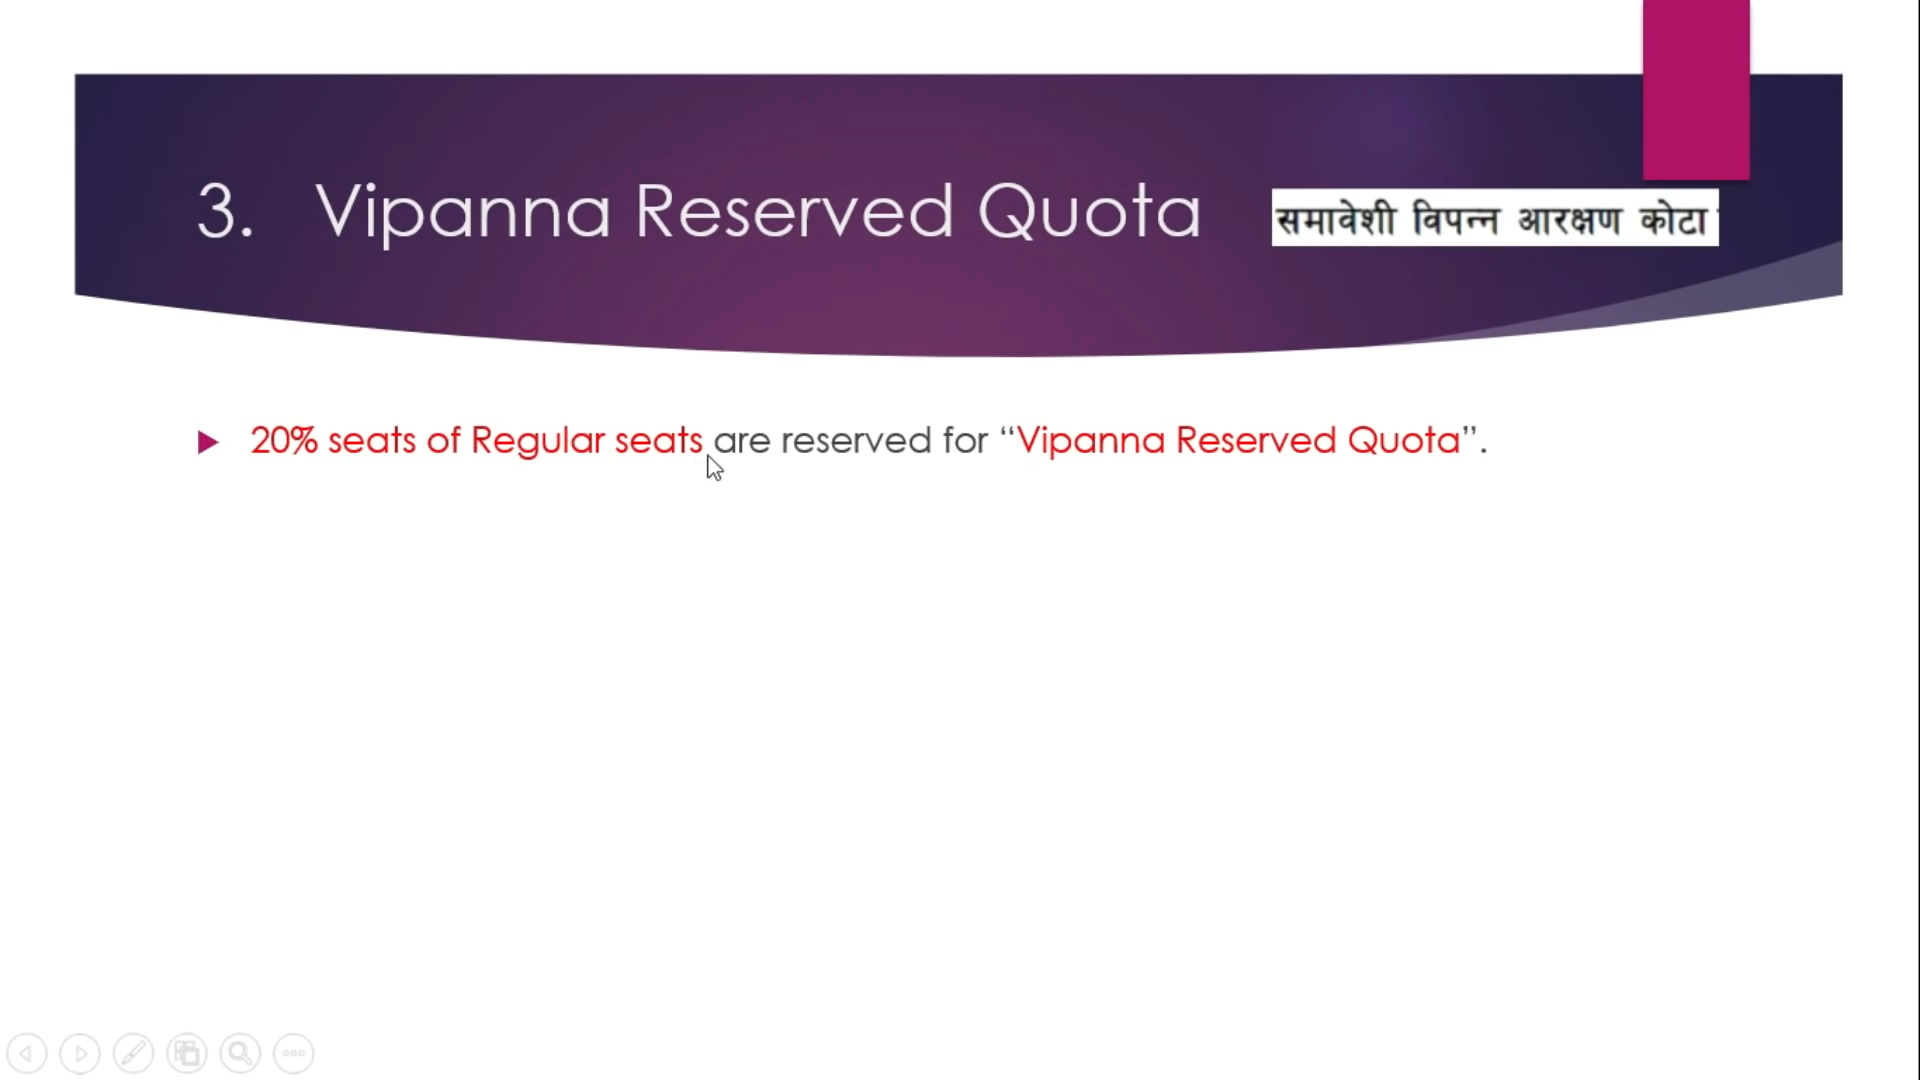 3. Vipanna Reserved Quota समावेशी विपन्न आरक्षण कोटा
20% seats of Regular seats are reserved for “Vipanna Reserved Quota”.